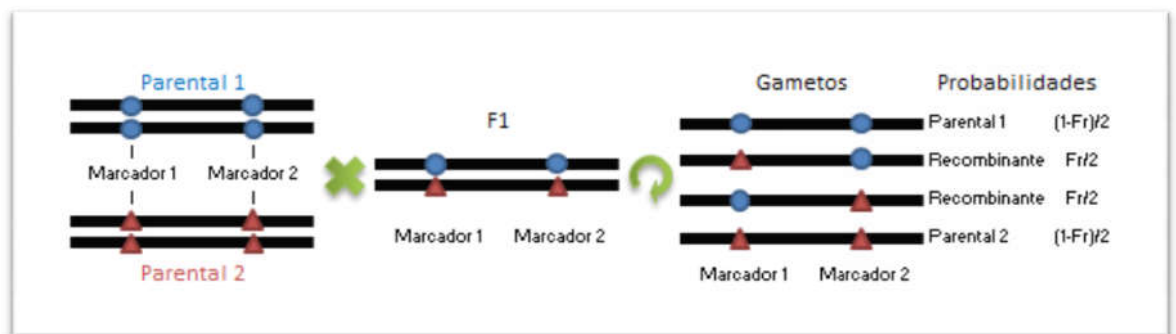 Parental 1
Marcador 1 Marcador 2
Parental 2
F1
Marcador 1 Marcador 2
Gametos Probabilidades
Parental 1 (1-Fr)/2
Recombinante Fr/2
Recombinante Fr/2
Parental 2 (1-Fr)/2
Marcador 1 Marcador 2